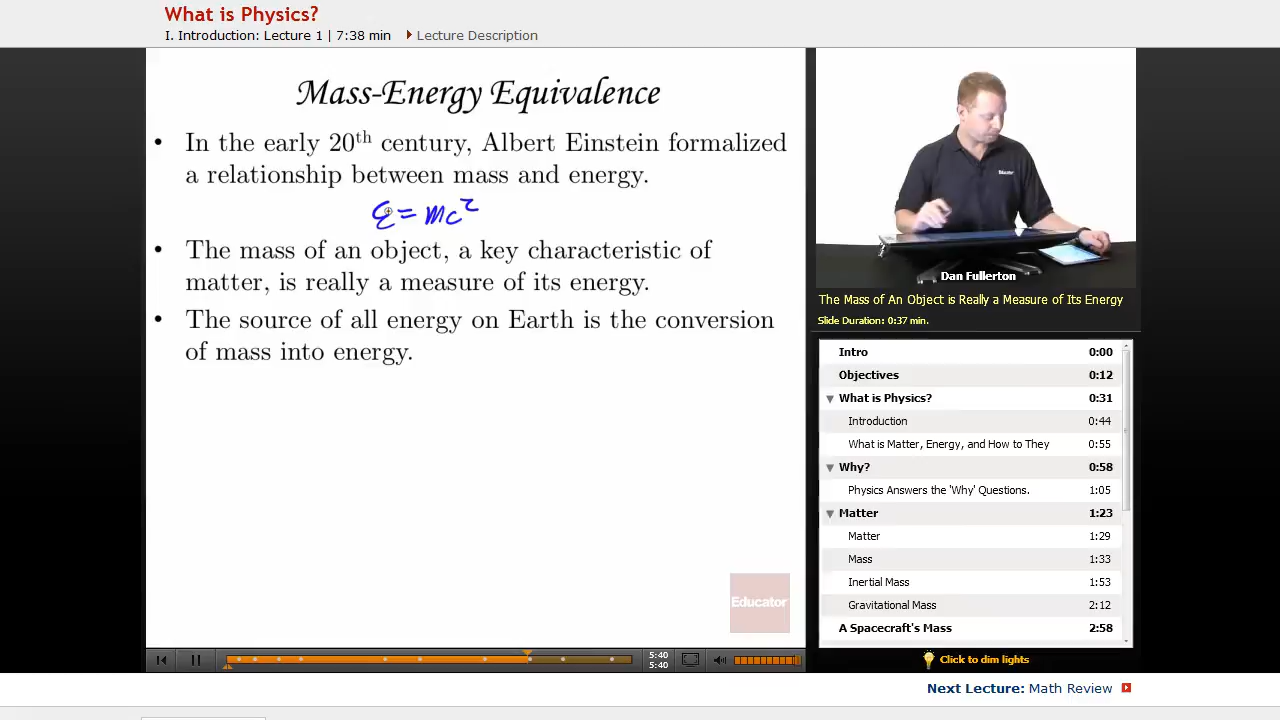 What is Physics?
I. Introduction: Lecture 1 | 7:38 min Lecture Description
Mass-Energy Equivalence
• In the early 20th century, Albert Einstein formalized
a relationship between mass and energy.
E = mc²
• The mass of an object, a key characteristic of
matter, is really a measure of its energy.
• The source of all energy on Earth is the conversion
of mass into energy.
Educator
Educator
Dan Fullerton
The Mass of An Object is Really a Measure of Its Energy
Slide Duration: 0:37 min.
Intro 0:00
Objectives 0:12
What is Physics? 0:31
Introduction 0:44
What is Matter, Energy, and How to They 0:55
Why? 0:58
Physics Answers the 'Why' Questions. 1:05
Matter 1:23
Matter 1:29
Mass 1:33
Inertial Mass 1:53
Gravitational Mass 2:12
A Spacecraft's Mass 2:58
5:40
5:40
Click to dim lights
Next Lecture: Math Review